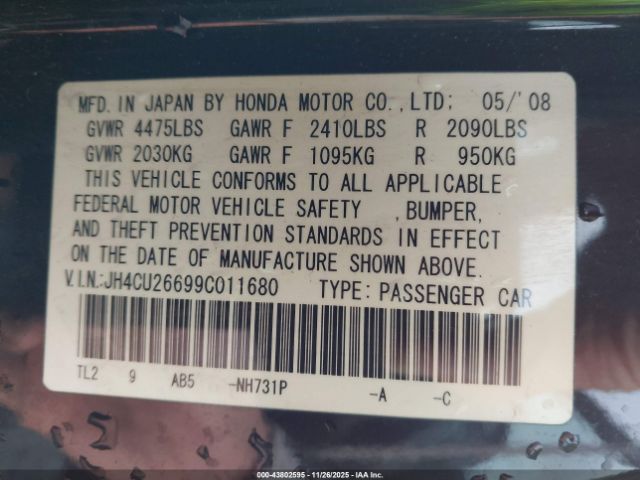 MFD. IN JAPAN BY HONDA MOTOR CO.,LTD; 05/'08
GVWR 4475LBS GAWR F 2410LBS R 2090LBS
GVWR 2030KG GAWR F 1095KG R 950KG
THIS VEHICLE CONFORMS TO ALL APPLICABLE
FEDERAL MOTOR VEHICLE SAFETY ,BUMPER,
AND THEFT PREVENTION STANDARDS IN EFFECT
ON THE DATE OF MANUFACTURE SHOWN ABOVE.
V.I.N.:JH4CU26699C011680 TYPE: PASSENGER CAR
TL2 9 AB5 -NH731P -A -C
000-43802595 - 11/26/2025 - IAA Inc.